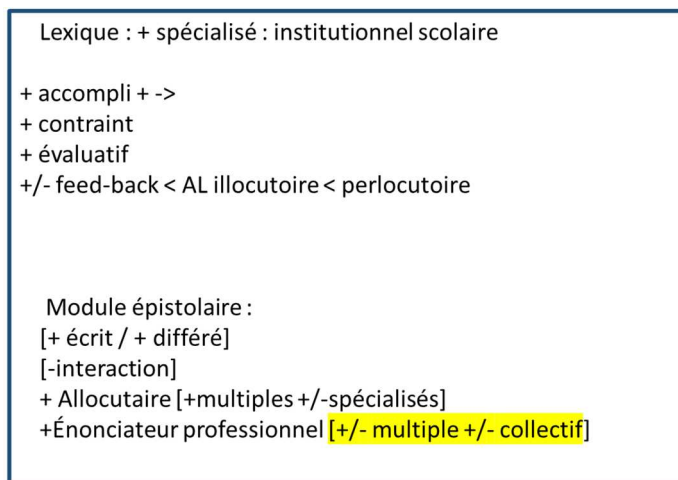 Lexique : + spécialisé : institutionnel scolaire
+ accompli + ->
+ contraint
+ évaluatif
+/- feed-back < AL illocutoire < perlocutoire
Module épistolaire :
[+ écrit / + différé]
[-interaction]
+ Allocutaire [+multiples +/-spécialisés]
+Énonciateur professionnel [+/- multiple +/- collectif]